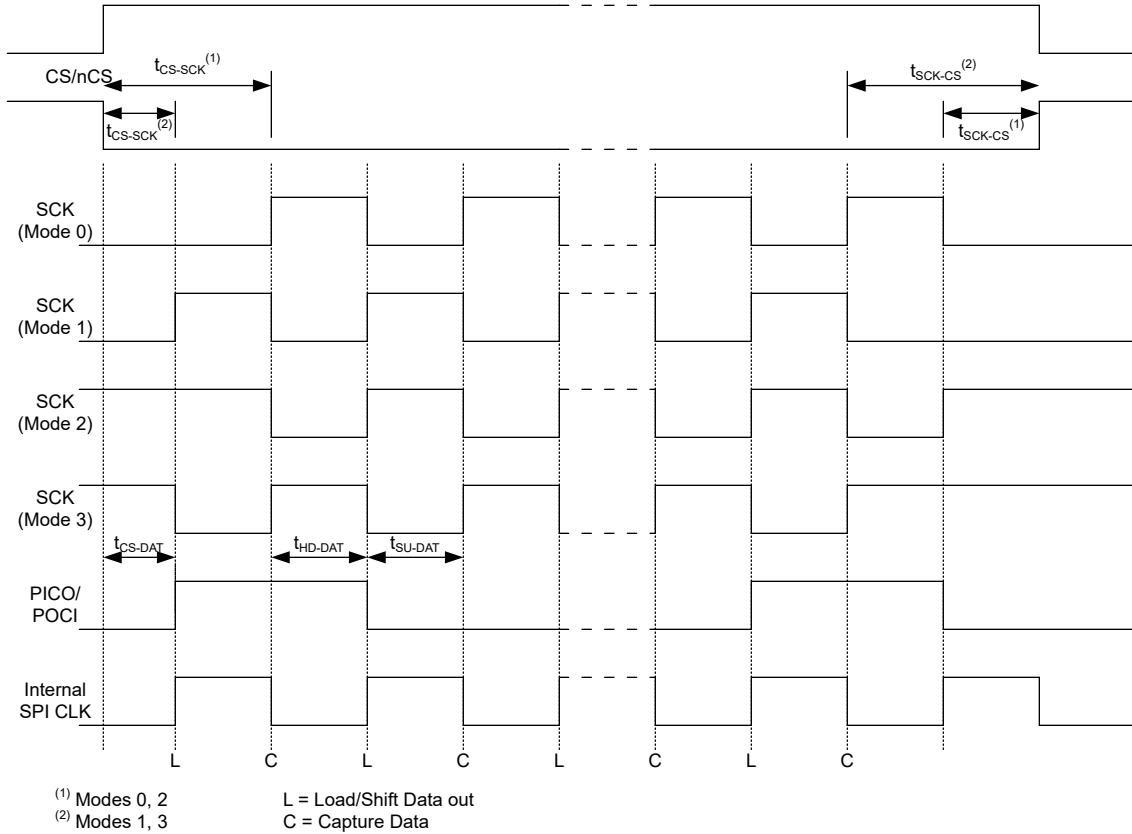 CS/nCS
tCS-SCK(1)
tSCK-CS(2)
tCS-SCK(2)
tSCK-CS(1)
SCK
(Mode 0)
SCK
(Mode 1)
SCK
(Mode 2)
SCK
(Mode 3)
tCS-DAT
tHD-DAT
tSU-DAT
PICO/
POCI
Internal
SPI CLK
L C L C L C L C
(1) Modes 0, 2
L = Load/Shift Data out
(2) Modes 1, 3
C = Capture Data